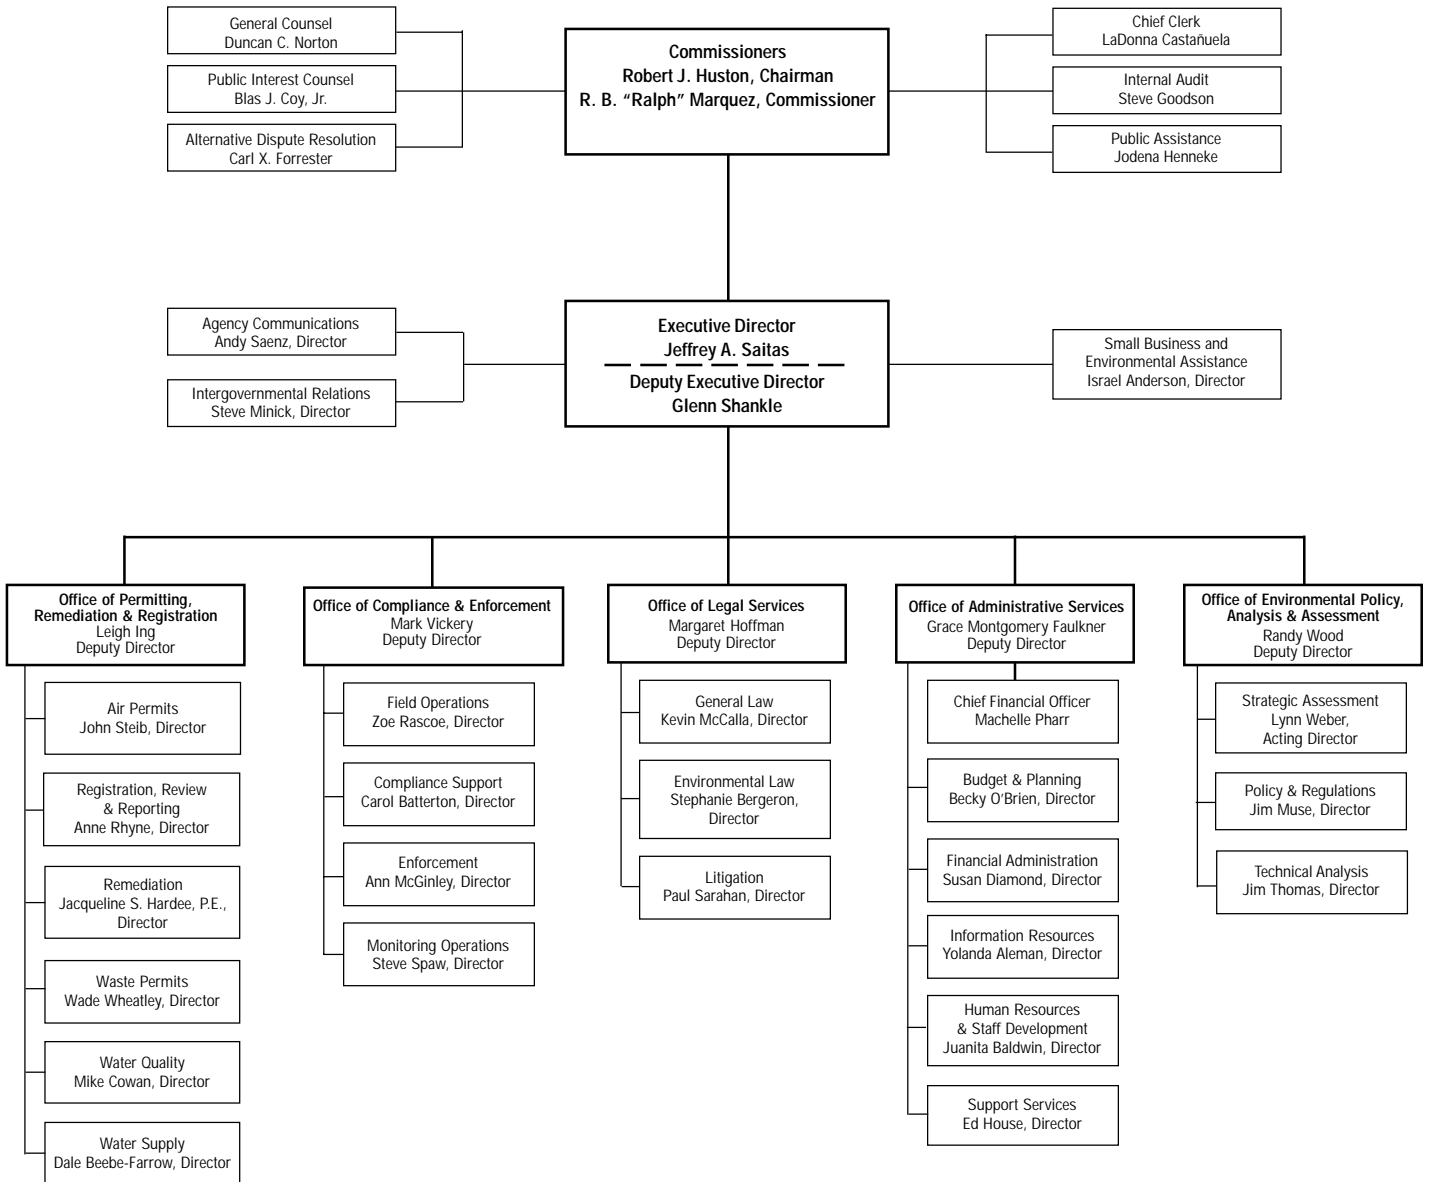 General Counsel
Duncan C. Norton
Public Interest Counsel
Blas J. Coy, Jr.
Alternative Dispute Resolution
Carl X. Forrester
Commissioners
Robert J. Huston, Chairman
R. B. “Ralph” Marquez, Commissioner
Chief Clerk
LaDonna Castañuela
Internal Audit
Steve Goodson
Public Assistance
Jodena Henneke
Agency Communications
Andy Saenz, Director
Intergovernmental Relations
Steve Minick, Director
Executive Director
Jeffrey A. Saitas
Deputy Executive Director
Glenn Shankle
Small Business and
Environmental Assistance
Israel Anderson, Director
Office of Permitting,
Remediation & Registration
Leigh Ing
Deputy Director
Air Permits
John Steib, Director
Registration, Review
& Reporting
Anne Rhyne, Director
Remediation
Jacqueline S. Hardee, P.E.,
Director
Waste Permits
Wade Wheatley, Director
Water Quality
Mike Cowan, Director
Water Supply
Dale Beebe-Farrow, Director
Office of Compliance & Enforcement
Mark Vickery
Deputy Director
Field Operations
Zoe Rascoe, Director
Compliance Support
Carol Batterton, Director
Enforcement
Ann McGinley, Director
Monitoring Operations
Steve Spaw, Director
Office of Legal Services
Margaret Hoffman
Deputy Director
General Law
Kevin McCalla, Director
Environmental Law
Stephanie Bergeron,
Director
Litigation
Paul Sarahan, Director
Office of Administrative Services
Grace Montgomery Faulkner
Deputy Director
Chief Financial Officer
Machelle Pharr
Budget & Planning
Becky O’Brien, Director
Financial Administration
Susan Diamond, Director
Information Resources
Yolanda Aleman, Director
Human Resources
& Staff Development
Juanita Baldwin, Director
Support Services
Ed House, Director
Office of Environmental Policy,
Analysis & Assessment
Randy Wood
Deputy Director
Strategic Assessment
Lynn Weber,
Acting Director
Policy & Regulations
Jim Muse, Director
Technical Analysis
Jim Thomas, Director